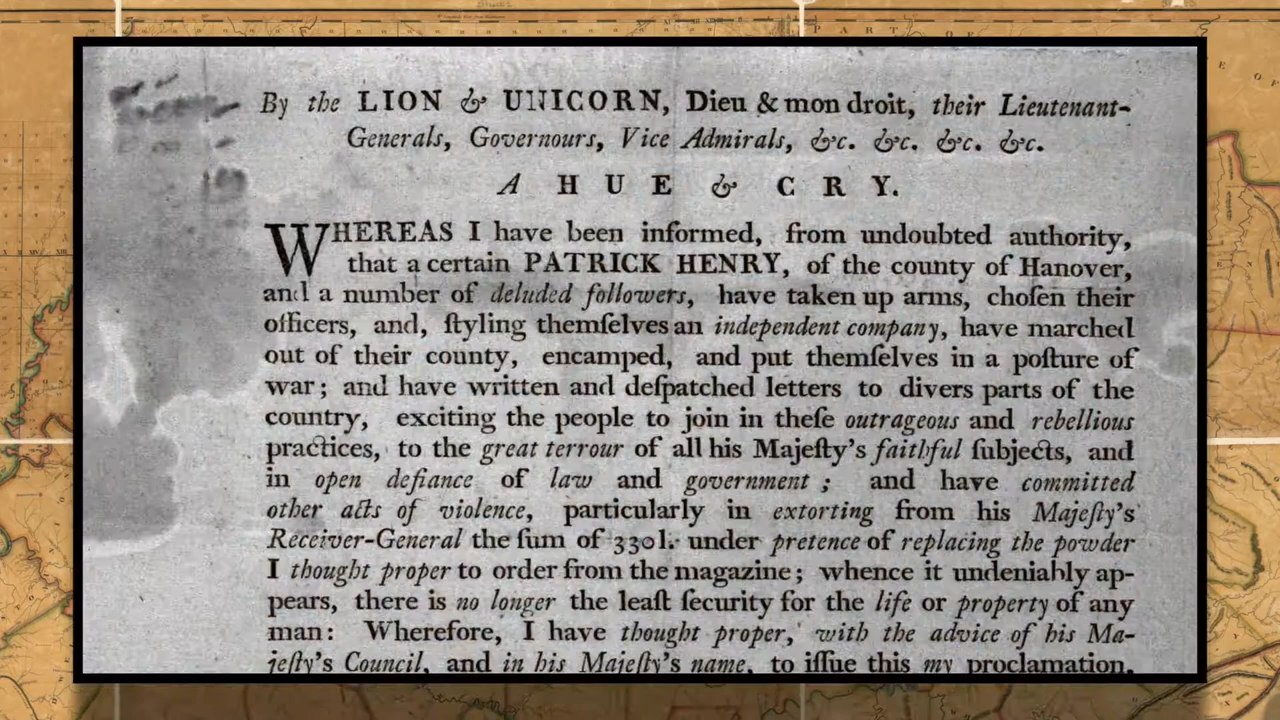 By the LION & UNICORN, Dieu & mon droit, their Lieutenant-
Generals, Governours, Vice Admirals, &c. &c. &c. &c.
A HUE & CRY.
WHEREAS I have been informed, from undoubted authority,
that a certain PATRICK HENRY, of the county of Hanover,
and a number of deluded followers, have taken up arms, choſen their
officers, and, ſtyling themſelves an independent company, have marched
out of their county, encamped, and put themſelves in a poſture of
war; and have written and deſpatched letters to divers parts of the
country, exciting the people to join in theſe outrageous and rebellious
practices, to the great terrour of all his Majeſty's faithful ſubjects, and
in open defiance of law and government; and have committed
other acts of violence, particularly in extorting from his Majeſty's
Receiver-General the ſum of 330l. under pretence of replacing the powder
I thought proper to order from the magazine; whence it undeniably ap-
pears, there is no longer the leaſt ſecurity for the life or property of any
man: Wherefore, I have thought proper, with the advice of his Ma-
jeſty's Council, and in his Majeſty's name, to iſſue this my proclamation,
PART OF